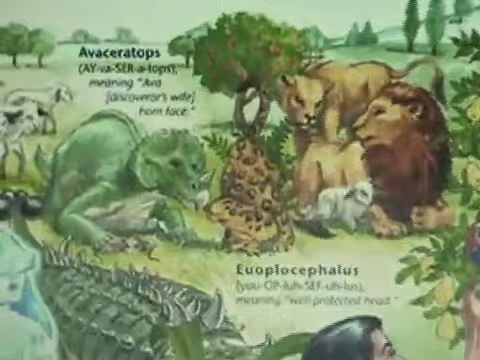 Avaceratops
(AY-va-SER-a-tops),
meaning "Ava
[discoverer's wife]
horn face."
Euoplocephalus
(you-OP-luh-SEF-uh-lus),
meaning "well protected head."